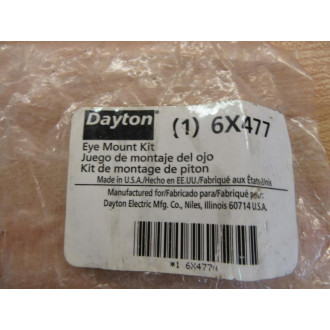 Dayton® (1) 6X477
Eye Mount Kit
Juego de montaje del ojo
Kit de montage de piton
Made in U.S.A./Hecho en EE.UU./Fabriqué aux États-Unis
Manufactured for/Fabricado para/Fabriqué pour:
Dayton Electric Mfg. Co., Niles, Illinois 60714 U.S.A.
*1 6X477